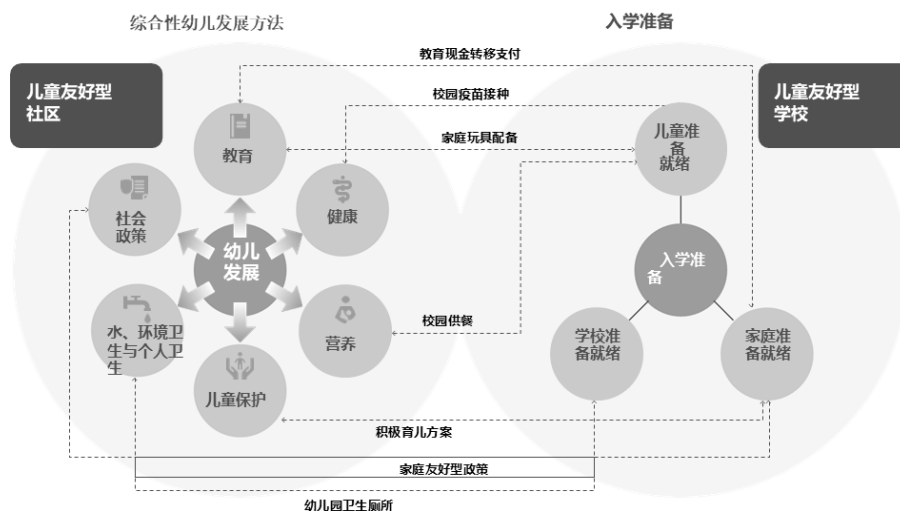 综合性幼儿发展方法
入学准备
教育现金转移支付
儿童友好型
社区
儿童友好型
学校
校园疫苗接种
家庭玩具配备
教育
儿童准
备
就绪
健康
社会
政策
幼儿
发展
入学准
备
校园供餐
水、环境卫
生与个人卫
生
营养
学校准
备就绪
家庭准
备就绪
儿童保护
积极育儿方案
家庭友好型政策
幼儿园卫生厕所